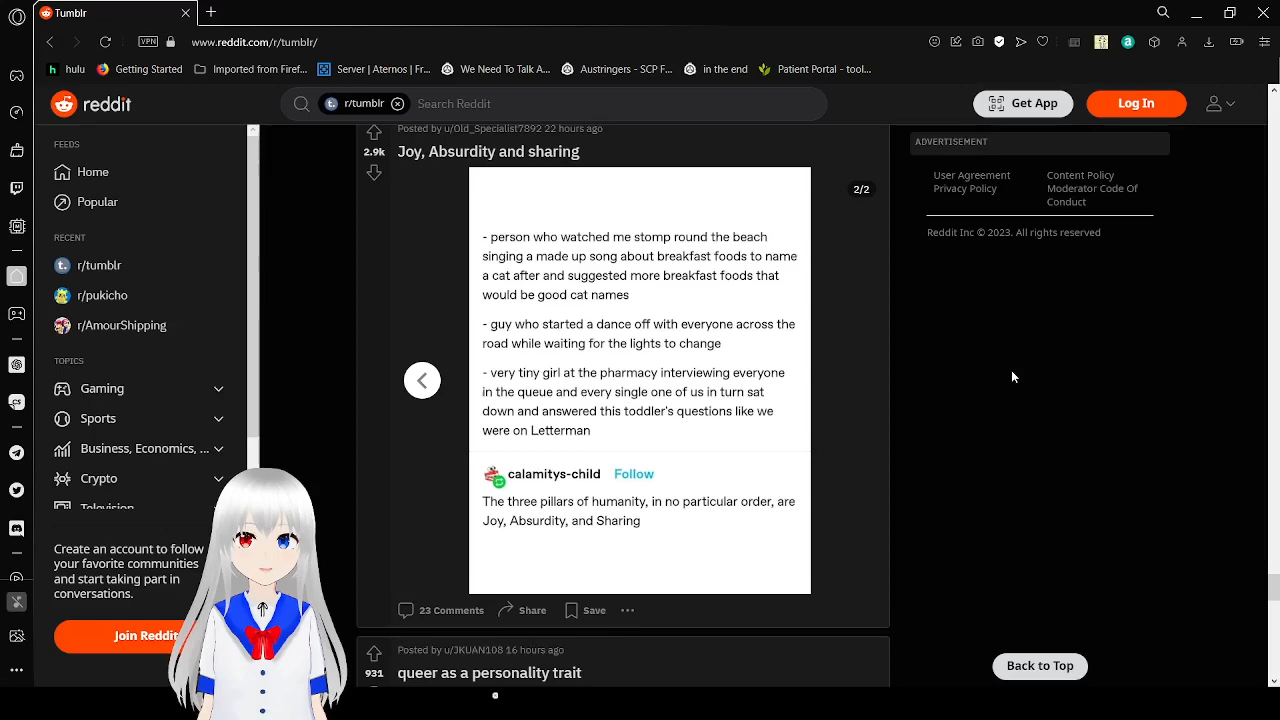 Tumblr
VPN
www.reddit.com/r/tumblr/
hulu
Getting Started
Imported from Firef...
Server | Aternos | Fr...
We Need To Talk A...
Austringers - SCP F...
in the end
Patient Portal - tool...
reddit
r/tumblr
Search Reddit
Get App
Log In
FEEDS
Home
Popular
RECENT
r/tumblr
r/pukicho
r/AmourShipping
TOPICS
Gaming
Sports
Business, Economics, ...
Crypto
Television
Create an account to follow
your favorite communities
and start taking part in
conversations.
Join Reddit
Posted by u/Old_Specialist7892 22 hours ago
2.9k
Joy, Absurdity and sharing
2/2
- person who watched me stomp round the beach
singing a made up song about breakfast foods to name
a cat after and suggested more breakfast foods that
would be good cat names
- guy who started a dance off with everyone across the
road while waiting for the lights to change
- very tiny girl at the pharmacy interviewing everyone
in the queue and every single one of us in turn sat
down and answered this toddler's questions like we
were on Letterman
calamitys-child Follow
The three pillars of humanity, in no particular order, are
Joy, Absurdity, and Sharing
23 Comments
Share
Save
Posted by u/JKUAN108 16 hours ago
931
queer as a personality trait
ADVERTISEMENT
User Agreement
Privacy Policy
Content Policy
Moderator Code Of
Conduct
Reddit Inc © 2023. All rights reserved
Back to Top